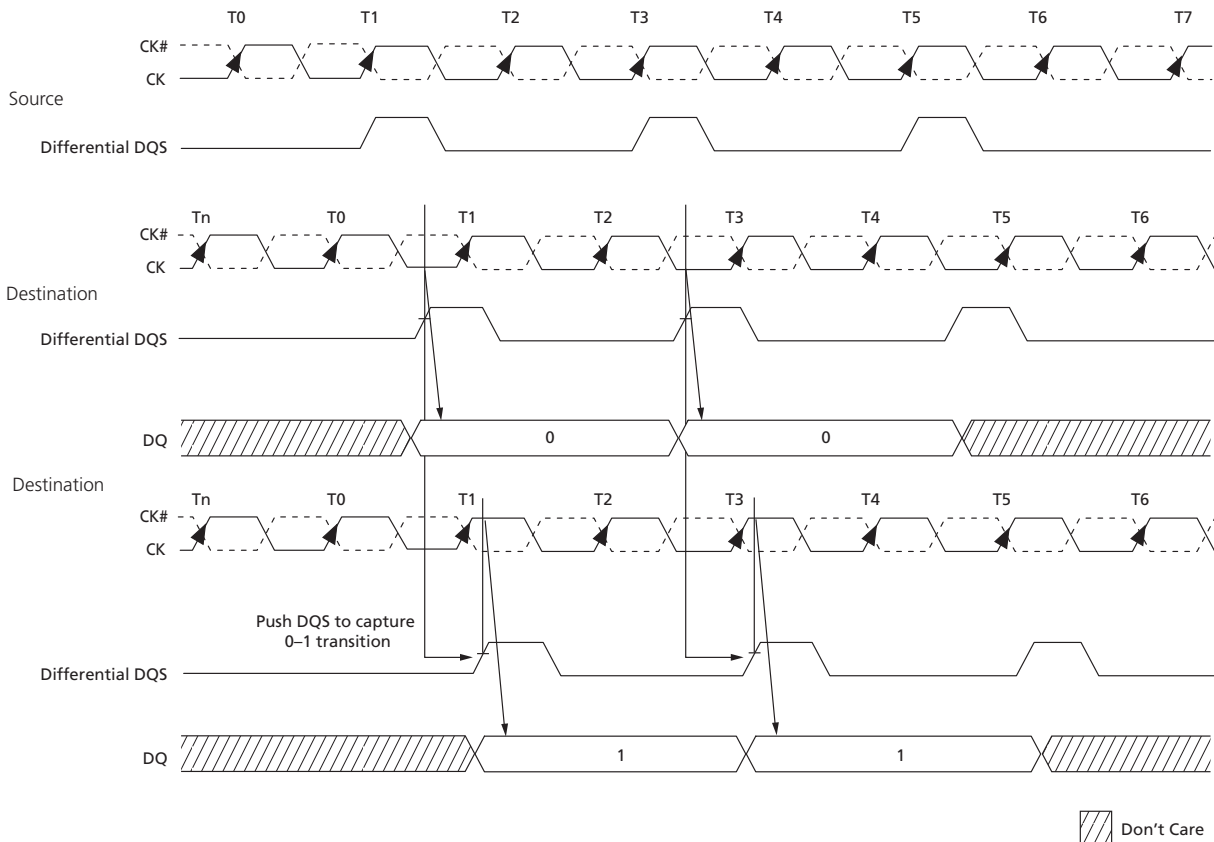 T0 T1 T2 T3 T4 T5 T6 T7
CK#
CK
Source
Differential DQS
Tn T0 T1 T2 T3 T4 T5 T6
CK#
CK
Destination
Differential DQS
DQ 0 0
Destination
Tn T0 T1 T2 T3 T4 T5 T6
CK#
CK
Push DQS to capture
0–1 transition
Differential DQS
DQ 1 1
Don't Care